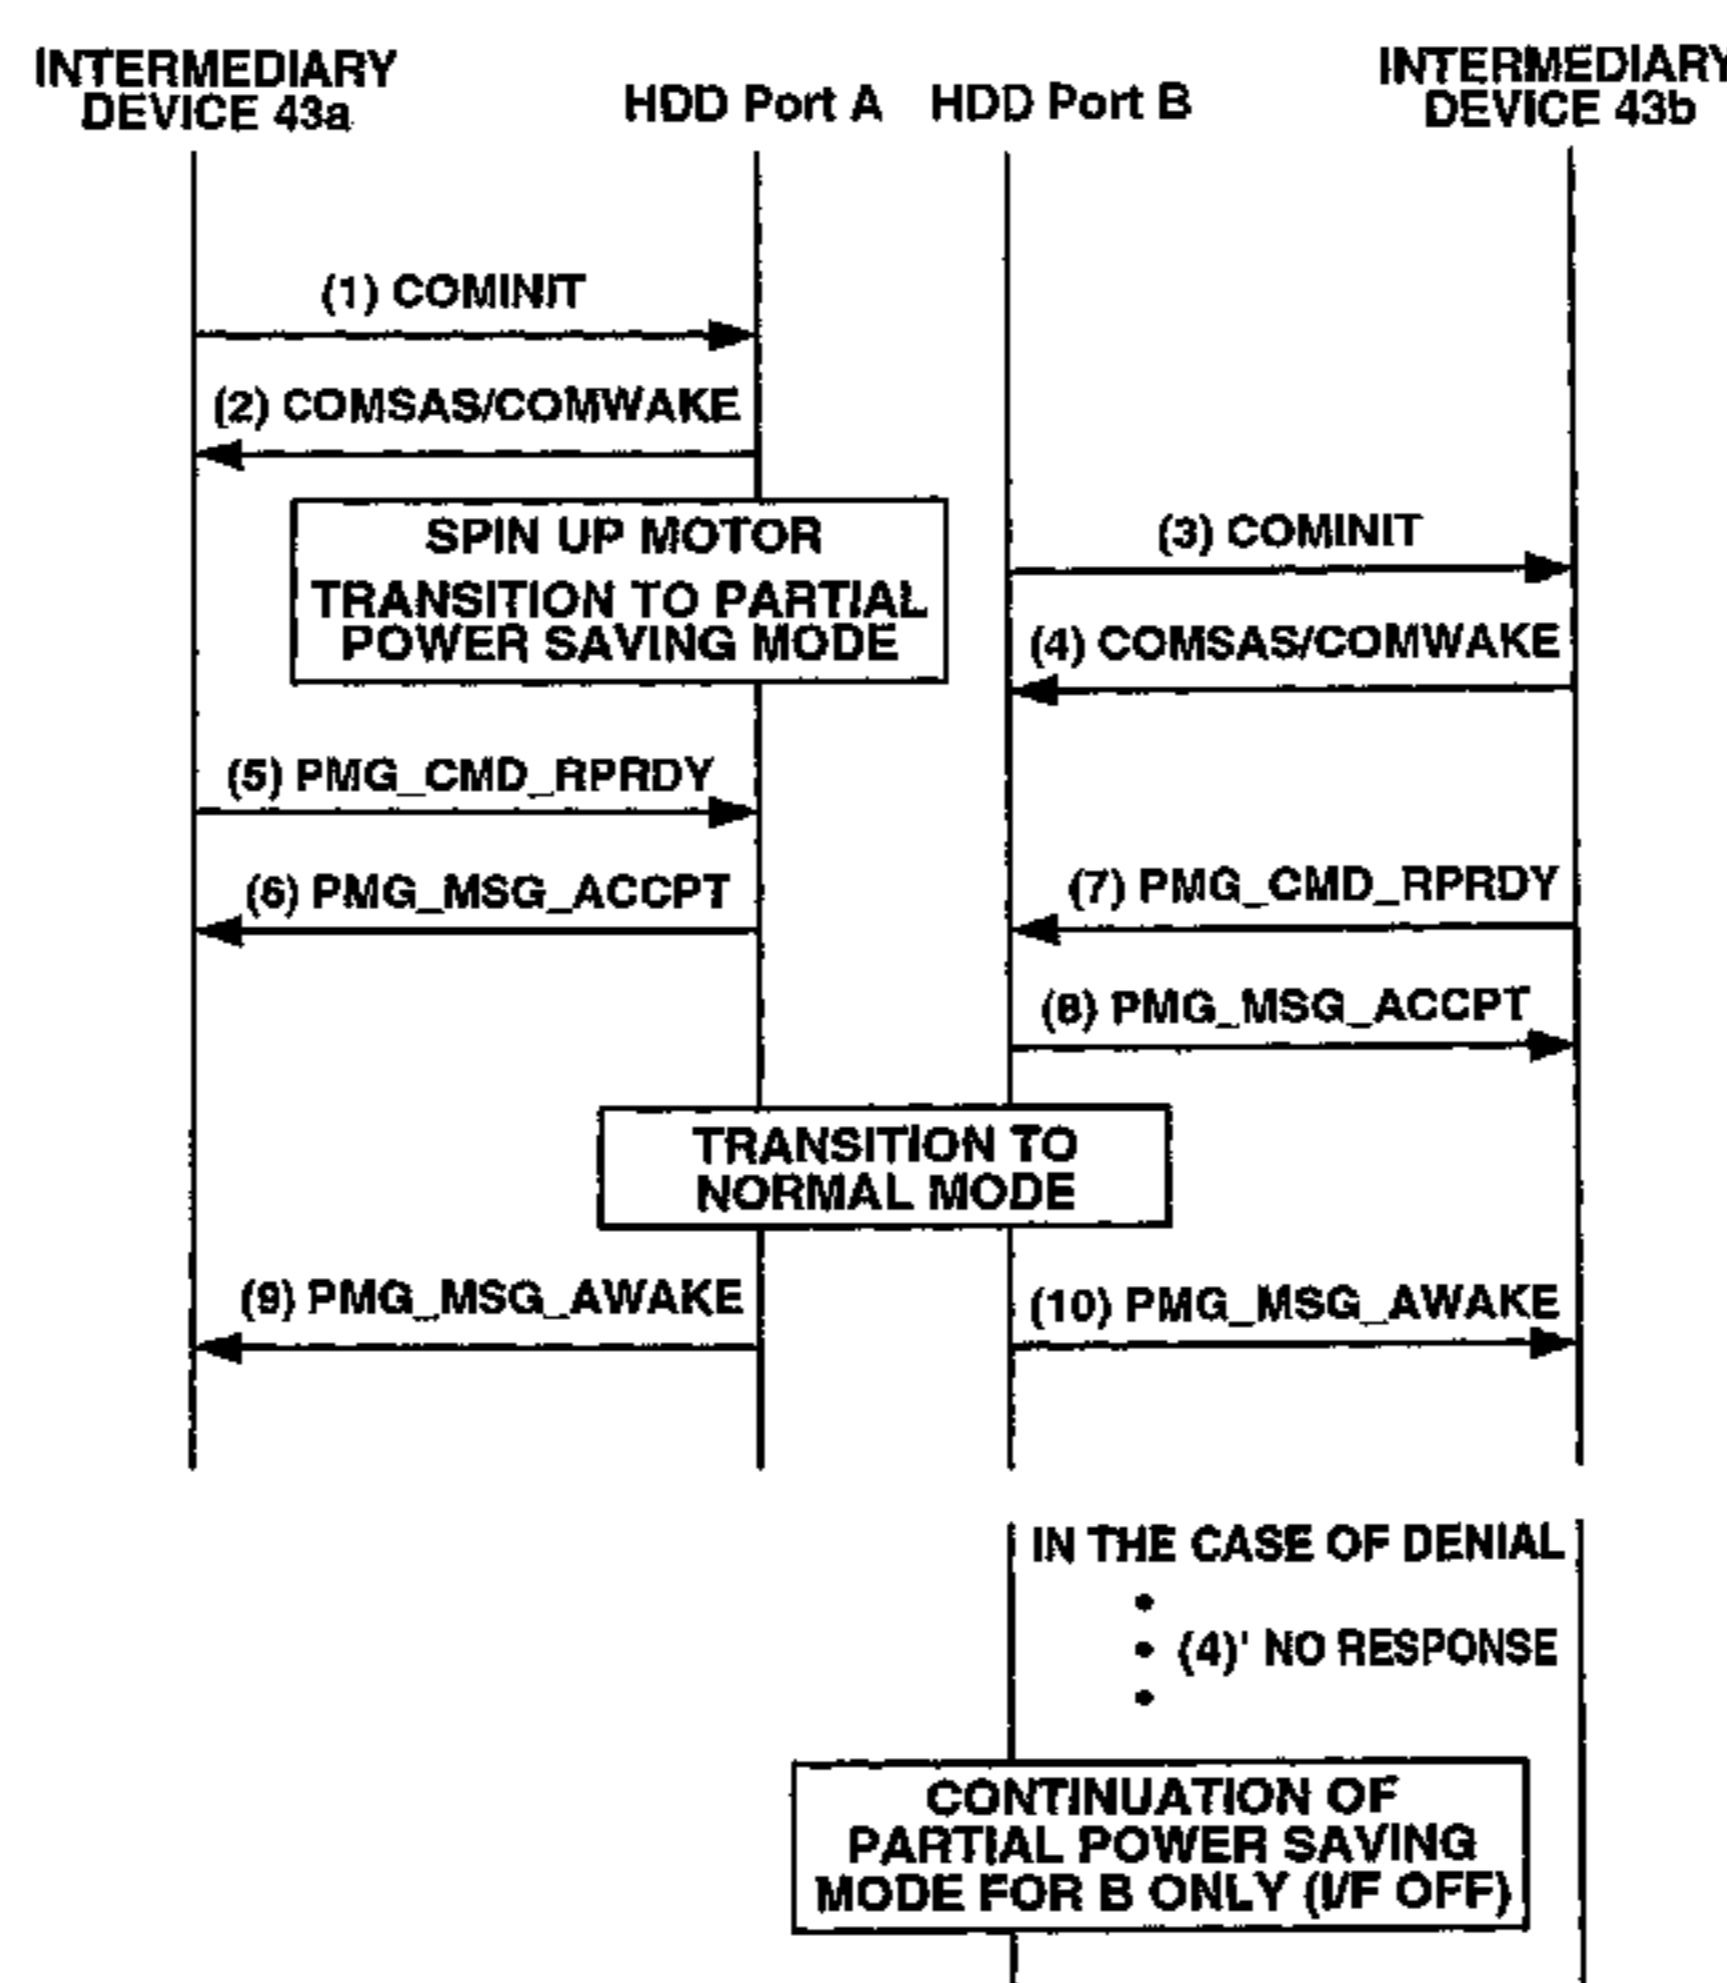 INTERMEDIARY
DEVICE 43a
HDD Port A
HDD Port B
INTERMEDIARY
DEVICE 43b
(1) COMINIT
(2) COMSAS/COMWAKE
SPIN UP MOTOR
TRANSITION TO PARTIAL
POWER SAVING MODE
(3) COMINIT
(4) COMSAS/COMWAKE
(5) PMG_CMD_RPRDY
(6) PMG_MSG_ACCPT
(7) PMG_CMD_RPRDY
(8) PMG_MSG_ACCPT
TRANSITION TO
NORMAL MODE
(9) PMG_MSG_AWAKE
(10) PMG_MSG_AWAKE
IN THE CASE OF DENIAL
(4)' NO RESPONSE
CONTINUATION OF
PARTIAL POWER SAVING
MODE FOR B ONLY (I/F OFF)